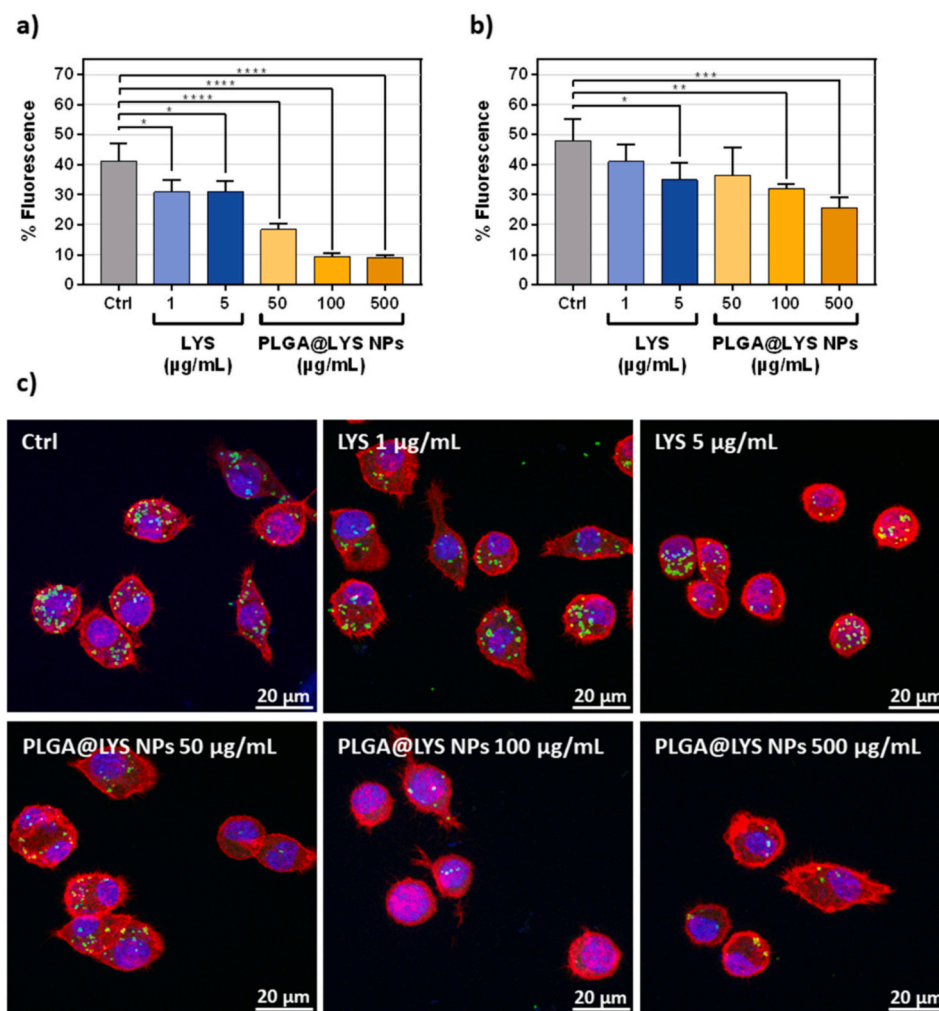 a)
b)
% Fluorescence
70
60
50
40
30
20
10
0
****
****
****
*
*
Ctrl
1
5
50
100
500
LYS
(µg/mL)
PLGA@LYS NPs
(µg/mL)
% Fluorescence
70
60
50
40
30
20
10
0
***
**
*
Ctrl
1
5
50
100
500
LYS
(µg/mL)
PLGA@LYS NPs
(µg/mL)
c)
Ctrl
LYS 1 µg/mL
LYS 5 µg/mL
20 µm
20 µm
20 µm
PLGA@LYS NPs 50 µg/mL
PLGA@LYS NPs 100 µg/mL
PLGA@LYS NPs 500 µg/mL
20 µm
20 µm
20 µm